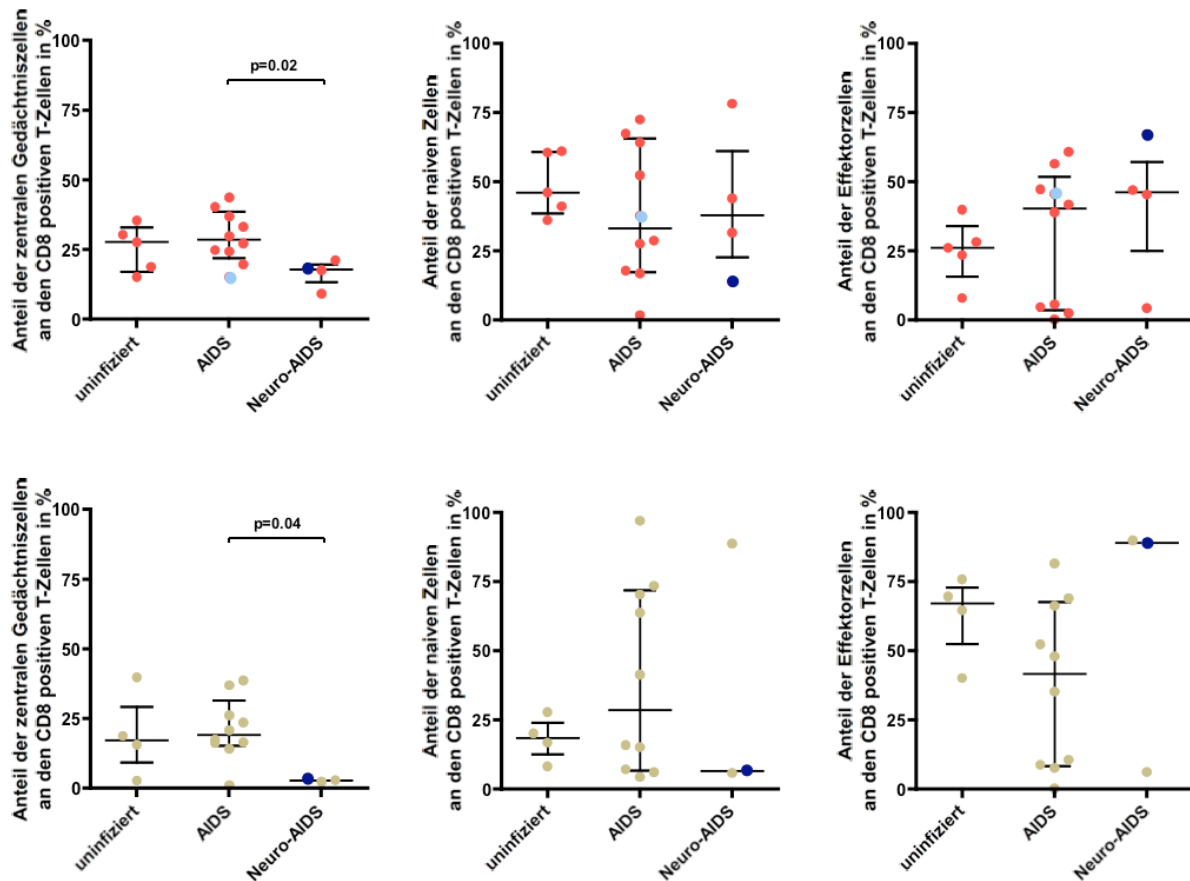 Anteil der zentralen Gedächtniszellen
an den CD8 positiven T-Zellen in %
100
75
50
25
0
p=0.02
uninfiziert
AIDS
Neuro-AIDS
Anteil der naiven Zellen
an den CD8 positiven T-Zellen in %
100
75
50
25
0
uninfiziert
AIDS
Neuro-AIDS
Anteil der Effektorzellen
an den CD8 positiven T-Zellen in %
100
75
50
25
0
uninfiziert
AIDS
Neuro-AIDS
Anteil der zentralen Gedächtniszellen
an den CD8 positiven T-Zellen in %
100
75
50
25
0
p=0.04
uninfiziert
AIDS
Neuro-AIDS
Anteil der naiven Zellen
an den CD8 positiven T-Zellen in %
100
75
50
25
0
uninfiziert
AIDS
Neuro-AIDS
Anteil der Effektorzellen
an den CD8 positiven T-Zellen in %
100
75
50
25
0
uninfiziert
AIDS
Neuro-AIDS